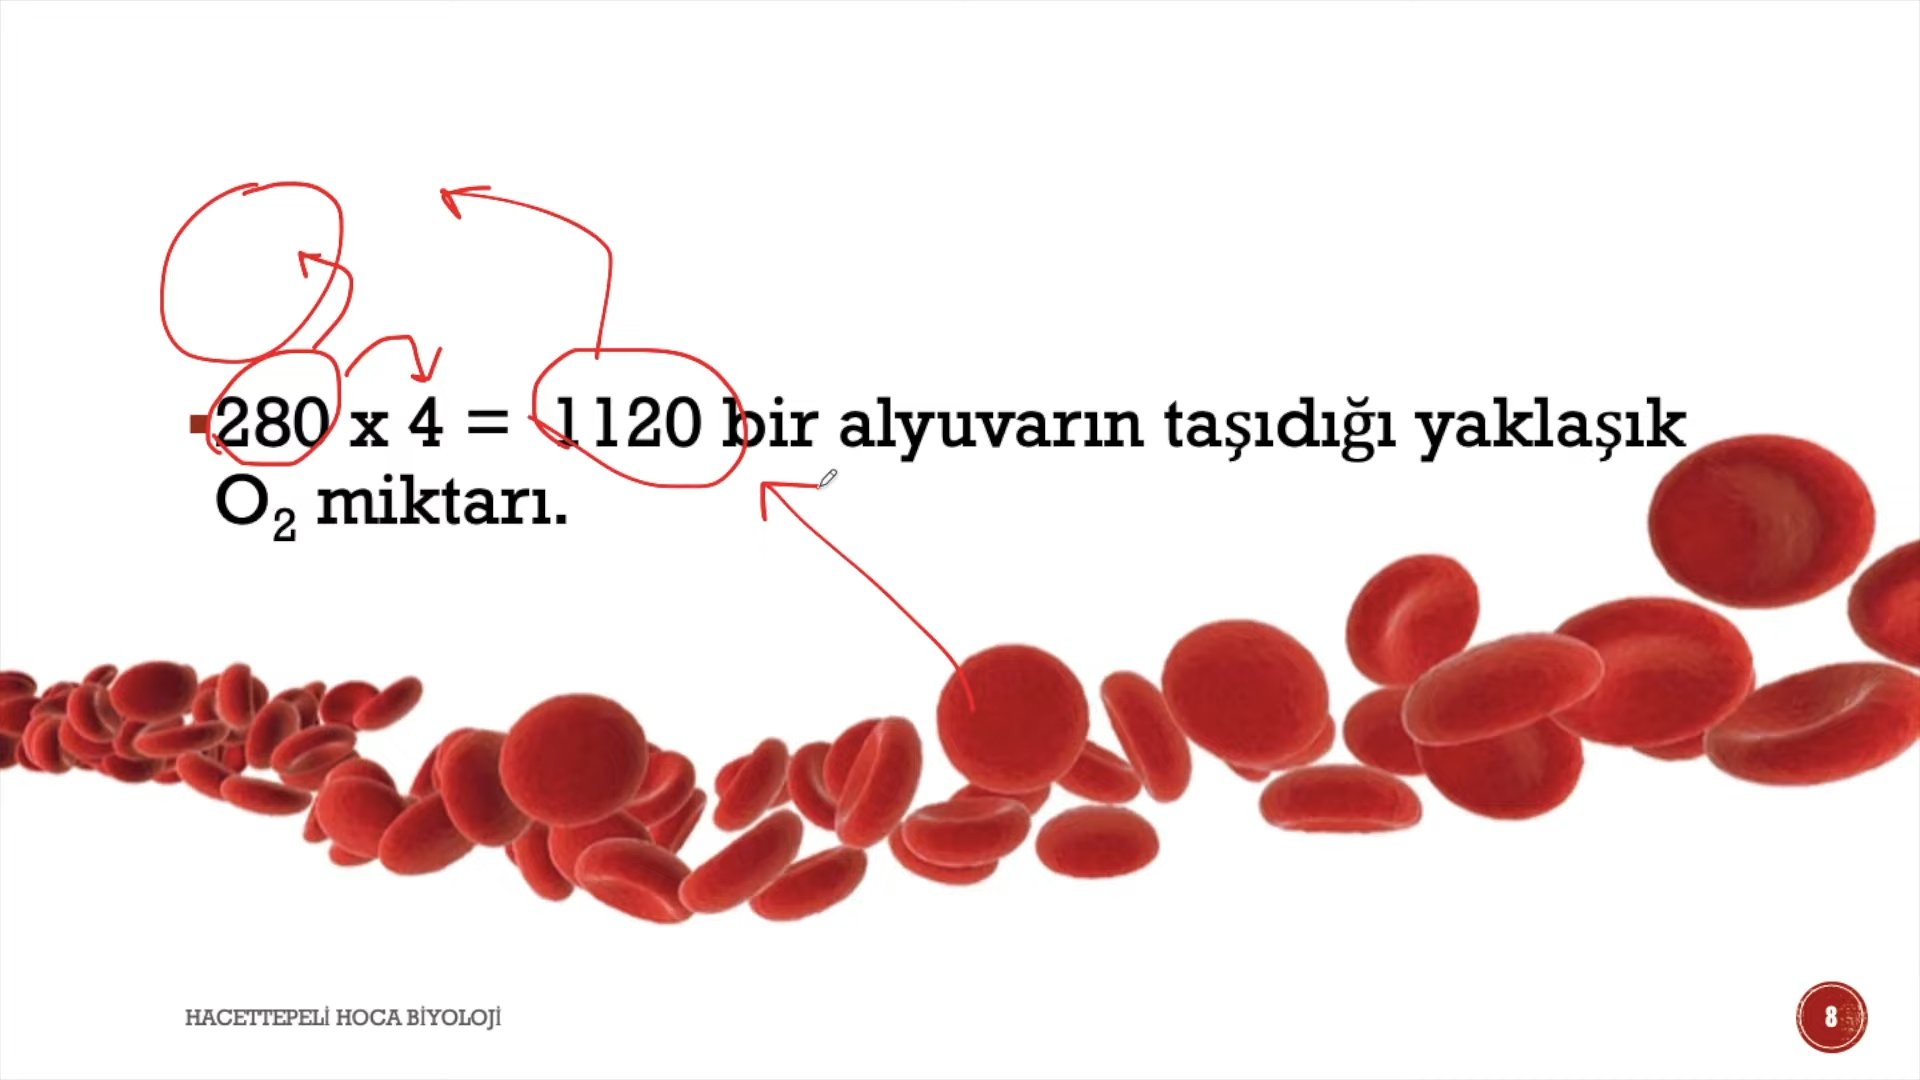 280 x 4 = 1120 bir alyuvarın taşıdığı yaklaşık
O₂ miktarı.
HACETTEPELİ HOCA BİYOLOJİ
8